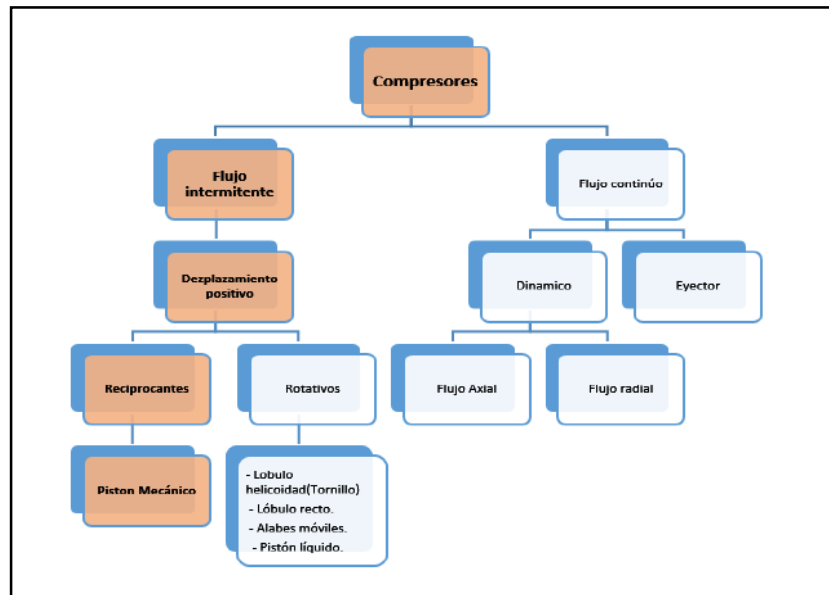 Compresores
Flujo
intermitente
Flujo continúo
Dezplazamiento
positivo
Dinamico
Eyector
Reciprocantes
Rotativos
Flujo Axial
Flujo radial
Piston Mecánico
- Lobulo
helicoidad(Tornillo)
- Lóbulo recto.
- Alabes móviles.
- Pistón líquido.